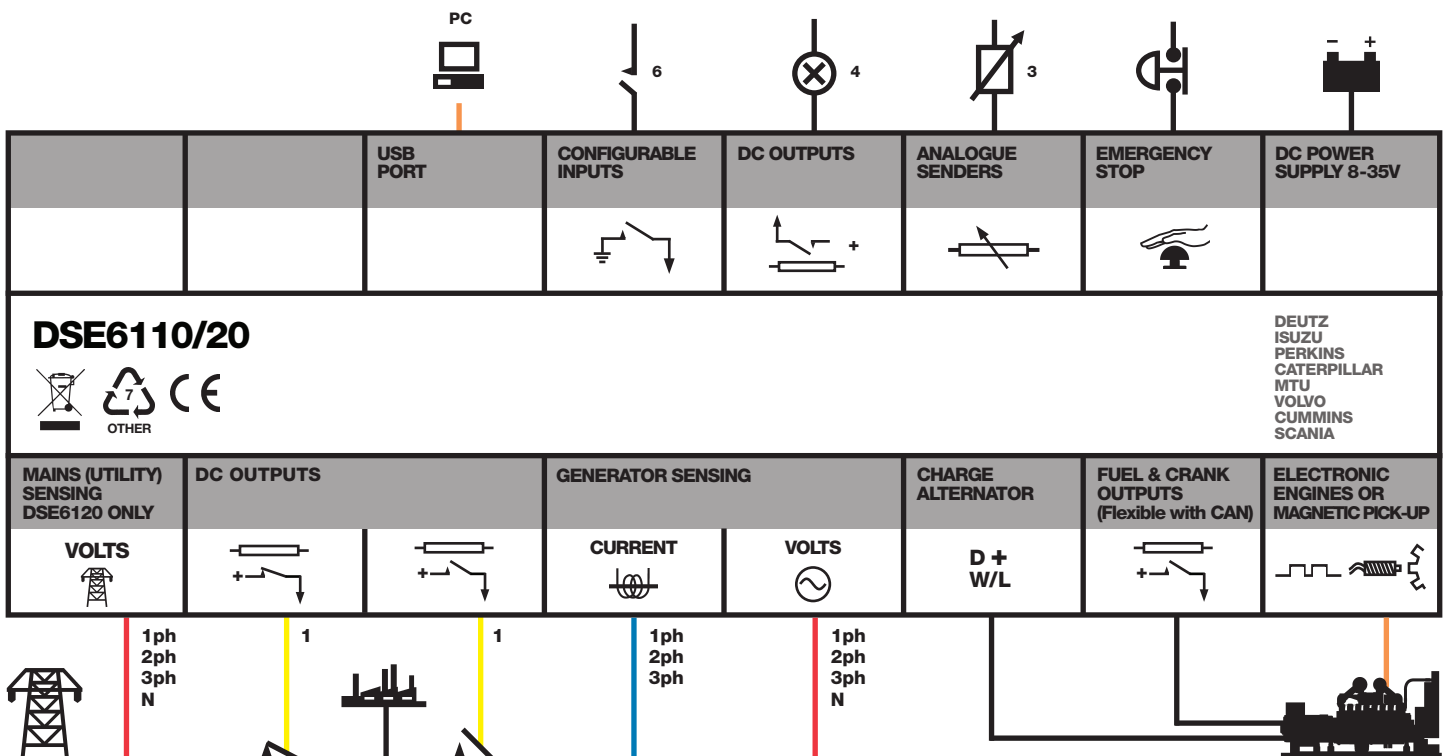 PC
6
4
3
- +
USB
PORT
CONFIGURABLE
INPUTS
DC OUTPUTS
ANALOGUE
SENDERS
EMERGENCY
STOP
DC POWER
SUPPLY 8-35V
+
DSE6110/20
7
OTHER
CE
DEUTZ
ISUZU
PERKINS
CATERPILLAR
MTU
VOLVO
CUMMINS
SCANIA
MAINS (UTILITY)
SENSING
DSE6120 ONLY
DC OUTPUTS
GENERATOR SENSING
CHARGE
ALTERNATOR
FUEL & CRANK
OUTPUTS
(Flexible with CAN)
ELECTRONIC
ENGINES OR
MAGNETIC PICK-UP
VOLTS
+
+
CURRENT
VOLTS
D +
W/L
+
1ph
2ph
3ph
N
1
1
1ph
2ph
3ph
1ph
2ph
3ph
N